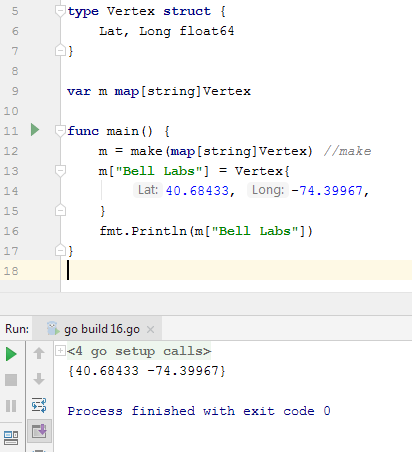 5 type Vertex struct {
6 Lat, Long float64
7 }
8
9 var m map[string]Vertex
10
11 func main() {
12 m = make(map[string]Vertex) //make
13 m["Bell Labs"] = Vertex{
14 Lat: 40.68433, Long: -74.39967,
15 }
16 fmt.Println(m["Bell Labs"])
17 }
18
Run: go build 16.go ×
<4 go setup calls>
{40.68433 -74.39967}
Process finished with exit code 0